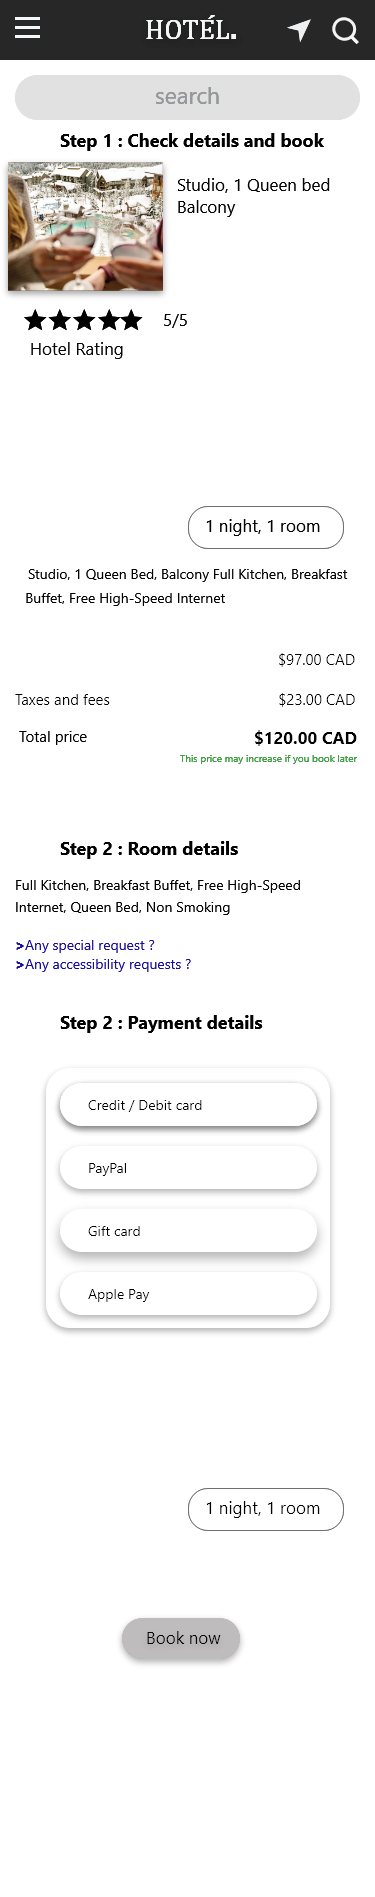 HOTÉL.
search
Step 1 : Check details and book
Studio, 1 Queen bed
Balcony
5/5
Hotel Rating
1 night, 1 room
Studio, 1 Queen Bed, Balcony Full Kitchen, Breakfast
Buffet, Free High-Speed Internet
$97.00 CAD
Taxes and fees $23.00 CAD
Total price $120.00 CAD
This price may increase if you book later
Step 2 : Room details
Full Kitchen, Breakfast Buffet, Free High-Speed
Internet, Queen Bed, Non Smoking
>Any special request ?
>Any accessibility requests ?
Step 2 : Payment details
Credit / Debit card
PayPal
Gift card
Apple Pay
1 night, 1 room
Book now